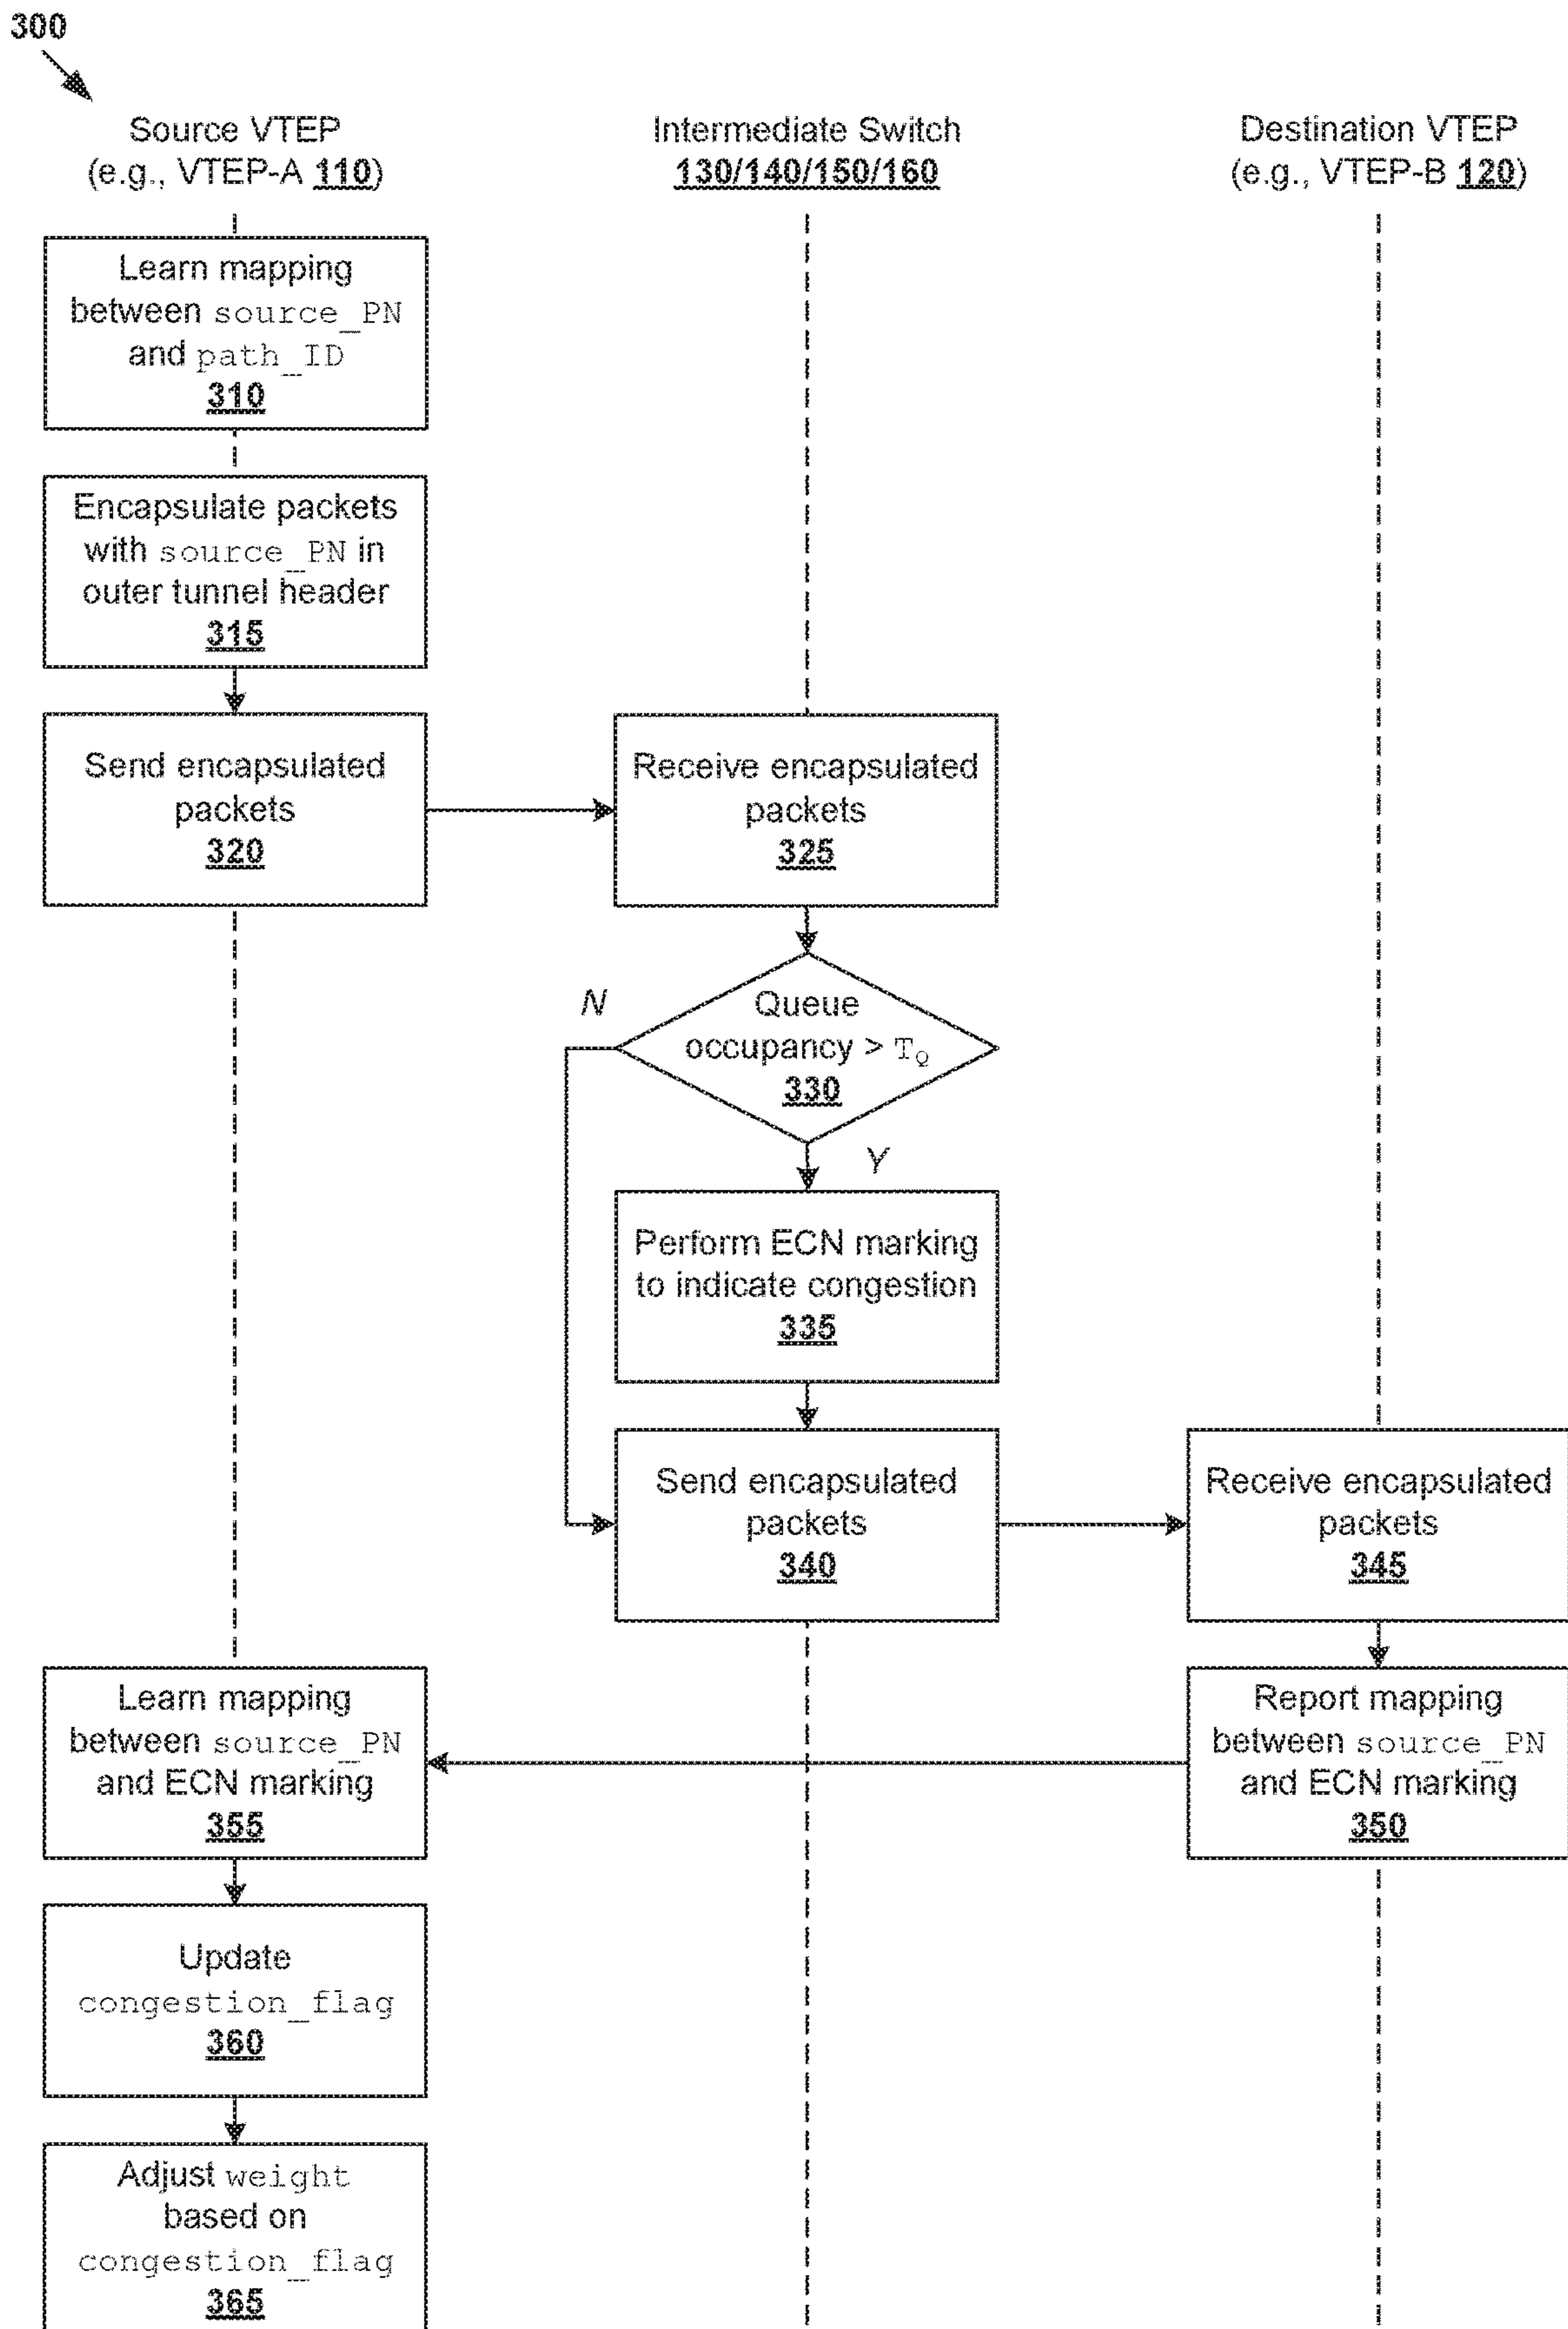 300
Source VTEP
(e.g., VTEP-A 110)
Intermediate Switch
130/140/150/160
Destination VTEP
(e.g., VTEP-B 120)
Learn mapping
between source_PN
and path_ID
310
Encapsulate packets
with source_PN in
outer tunnel header
315
Send encapsulated
packets
320
Receive encapsulated
packets
325
N
Queue
occupancy > TQ
330
Y
Perform ECN marking
to indicate congestion
335
Send encapsulated
packets
340
Receive encapsulated
packets
345
Learn mapping
between source_PN
and ECN marking
355
Report mapping
between source_PN
and ECN marking
350
Update
congestion_flag
360
Adjust weight
based on
congestion_flag
365